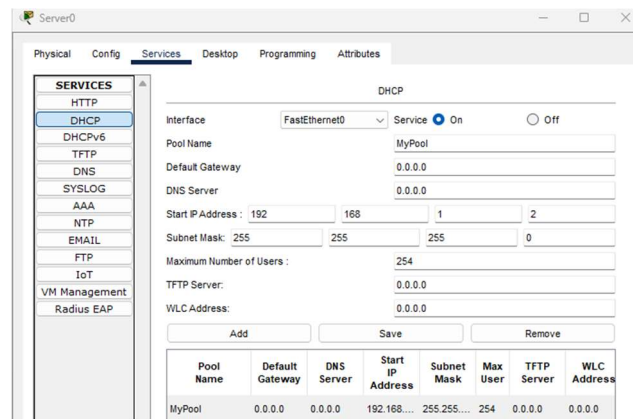 Server0
Physical Config Services Desktop Programming Attributes
SERVICES
HTTP
DHCP
DHCPv6
TFTP
DNS
SYSLOG
AAA
NTP
EMAIL
FTP
IoT
VM Management
Radius EAP
DHCP
Interface FastEthernet0 Service On Off
Pool Name MyPool
Default Gateway 0.0.0.0
DNS Server 0.0.0.0
Start IP Address : 192 168 1 2
Subnet Mask: 255 255 255 0
Maximum Number of Users : 254
TFTP Server: 0.0.0.0
WLC Address: 0.0.0.0
Add Save Remove
Pool Name Default Gateway DNS Server Start IP Address Subnet Mask Max User TFTP Server WLC Address
MyPool 0.0.0.0 0.0.0.0 192.168.... 255.255.... 254 0.0.0.0 0.0.0.0